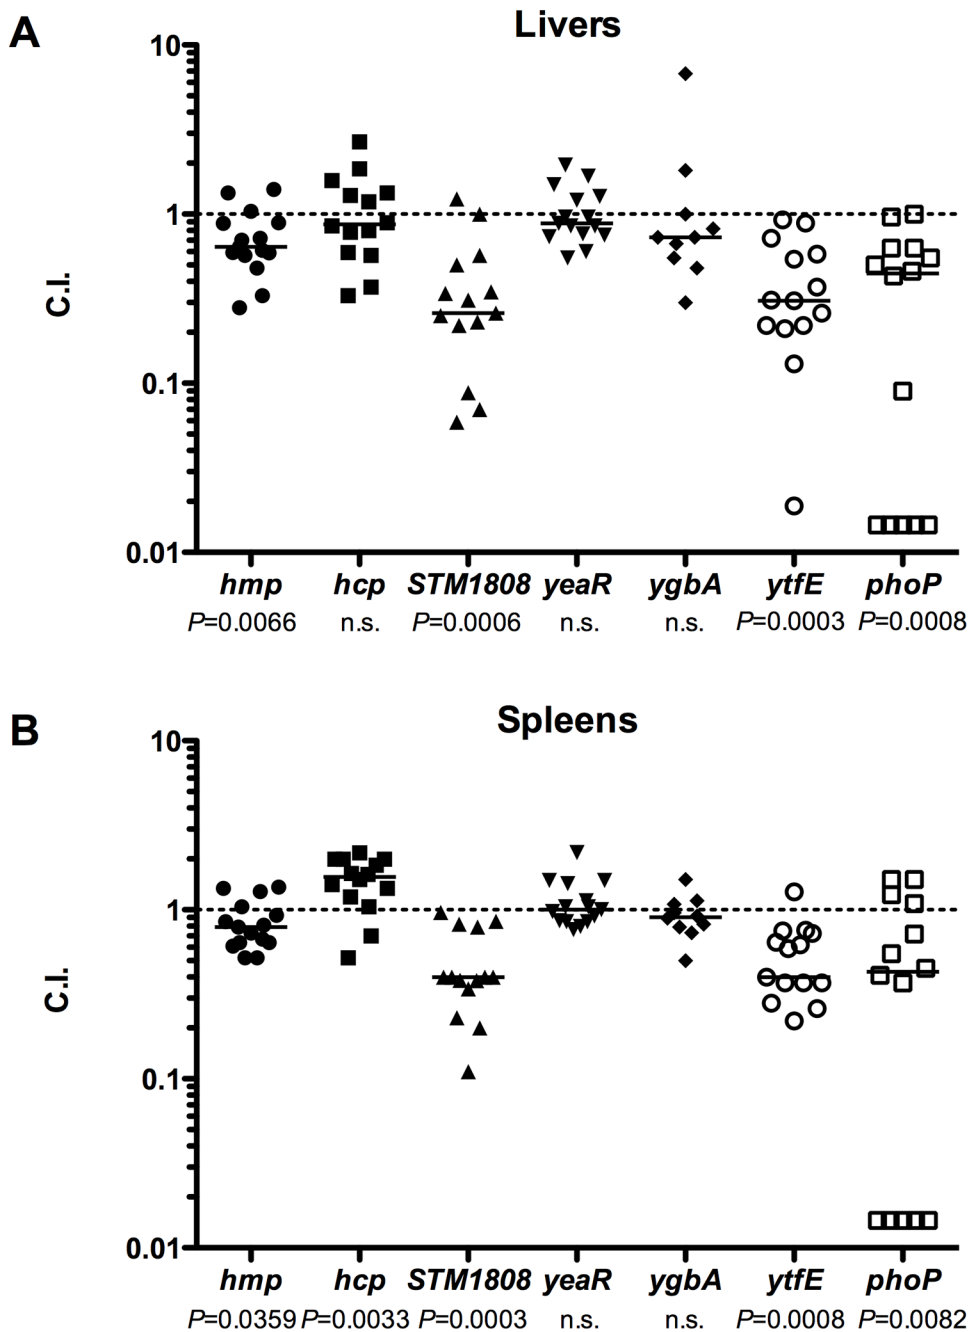 A
Livers
10
1
0.1
0.01
C.I.
hmp hcp STM1808 yeaR ygbA ytfE phoP
P=0.0066 n.s. P=0.0006 n.s. n.s. P=0.0003 P=0.0008
B
Spleens
10
1
0.1
0.01
C.I.
hmp hcp STM1808 yeaR ygbA ytfE phoP
P=0.0359 P=0.0033 P=0.0003 n.s. n.s. P=0.0008 P=0.0082